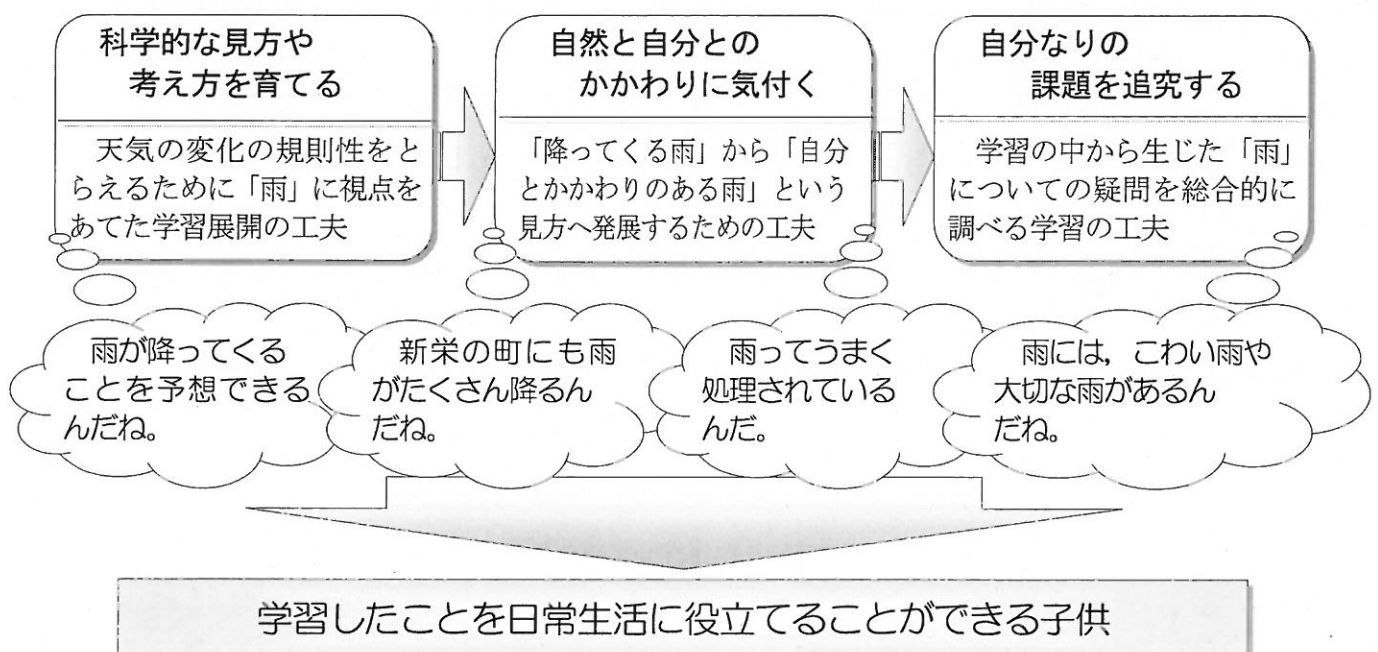 科学的な見方や
考え方を育てる
天気の変化の規則性をと
らえるために「雨」に視点を
あてた学習展開の工夫
自然と自分との
かかわりに気付く
「降ってくる雨」から「自分
とかかわりのある雨」という
見方へ発展するための工夫
自分なりの
課題を追究する
学習の中から生じた「雨」
についての疑問を総合的に
調べる学習の工夫
雨が降ってくる
ことを予想できる
んだね。
新栄の町にも雨
がたくさん降るん
だね。
雨ってうまく
処理されている
んだ。
雨には，こわい雨や
大切な雨があるん
だね。
学習したことを日常生活に役立てることができる子供